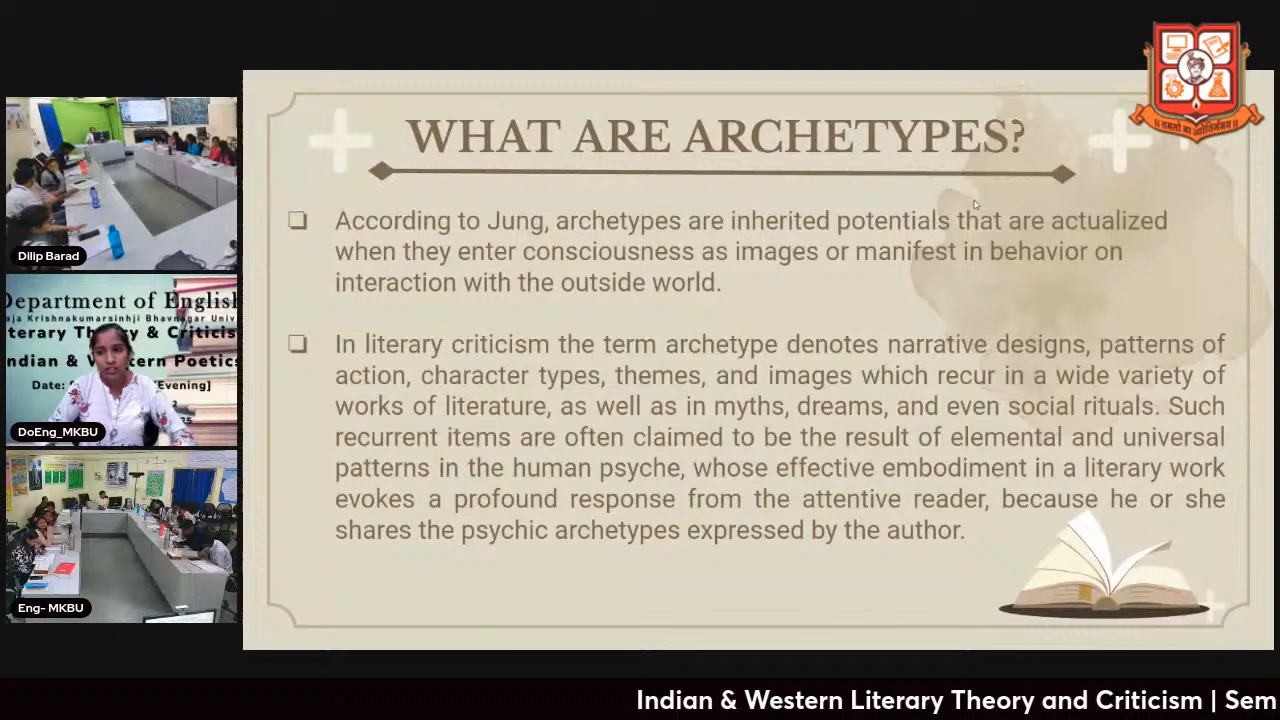 WHAT ARE ARCHETYPES?
According to Jung, archetypes are inherited potentials that are actualized
when they enter consciousness as images or manifest in behavior on
interaction with the outside world.
In literary criticism the term archetype denotes narrative designs, patterns of
action, character types, themes, and images which recur in a wide variety of
works of literature, as well as in myths, dreams, and even social rituals. Such
recurrent items are often claimed to be the result of elemental and universal
patterns in the human psyche, whose effective embodiment in a literary work
evokes a profound response from the attentive reader, because he or she
shares the psychic archetypes expressed by the author.
।। तमसो मा ज्योतिर्गमय ।।
Dilip Barad
Department of English
Krishnakumarsinhji Bhavnagar
& Criticis
Indian &
Poetics
Date:
Evening]
DoEng_MKBU
Eng- MKBU
Indian & Western Literary Theory and Criticism | Sem